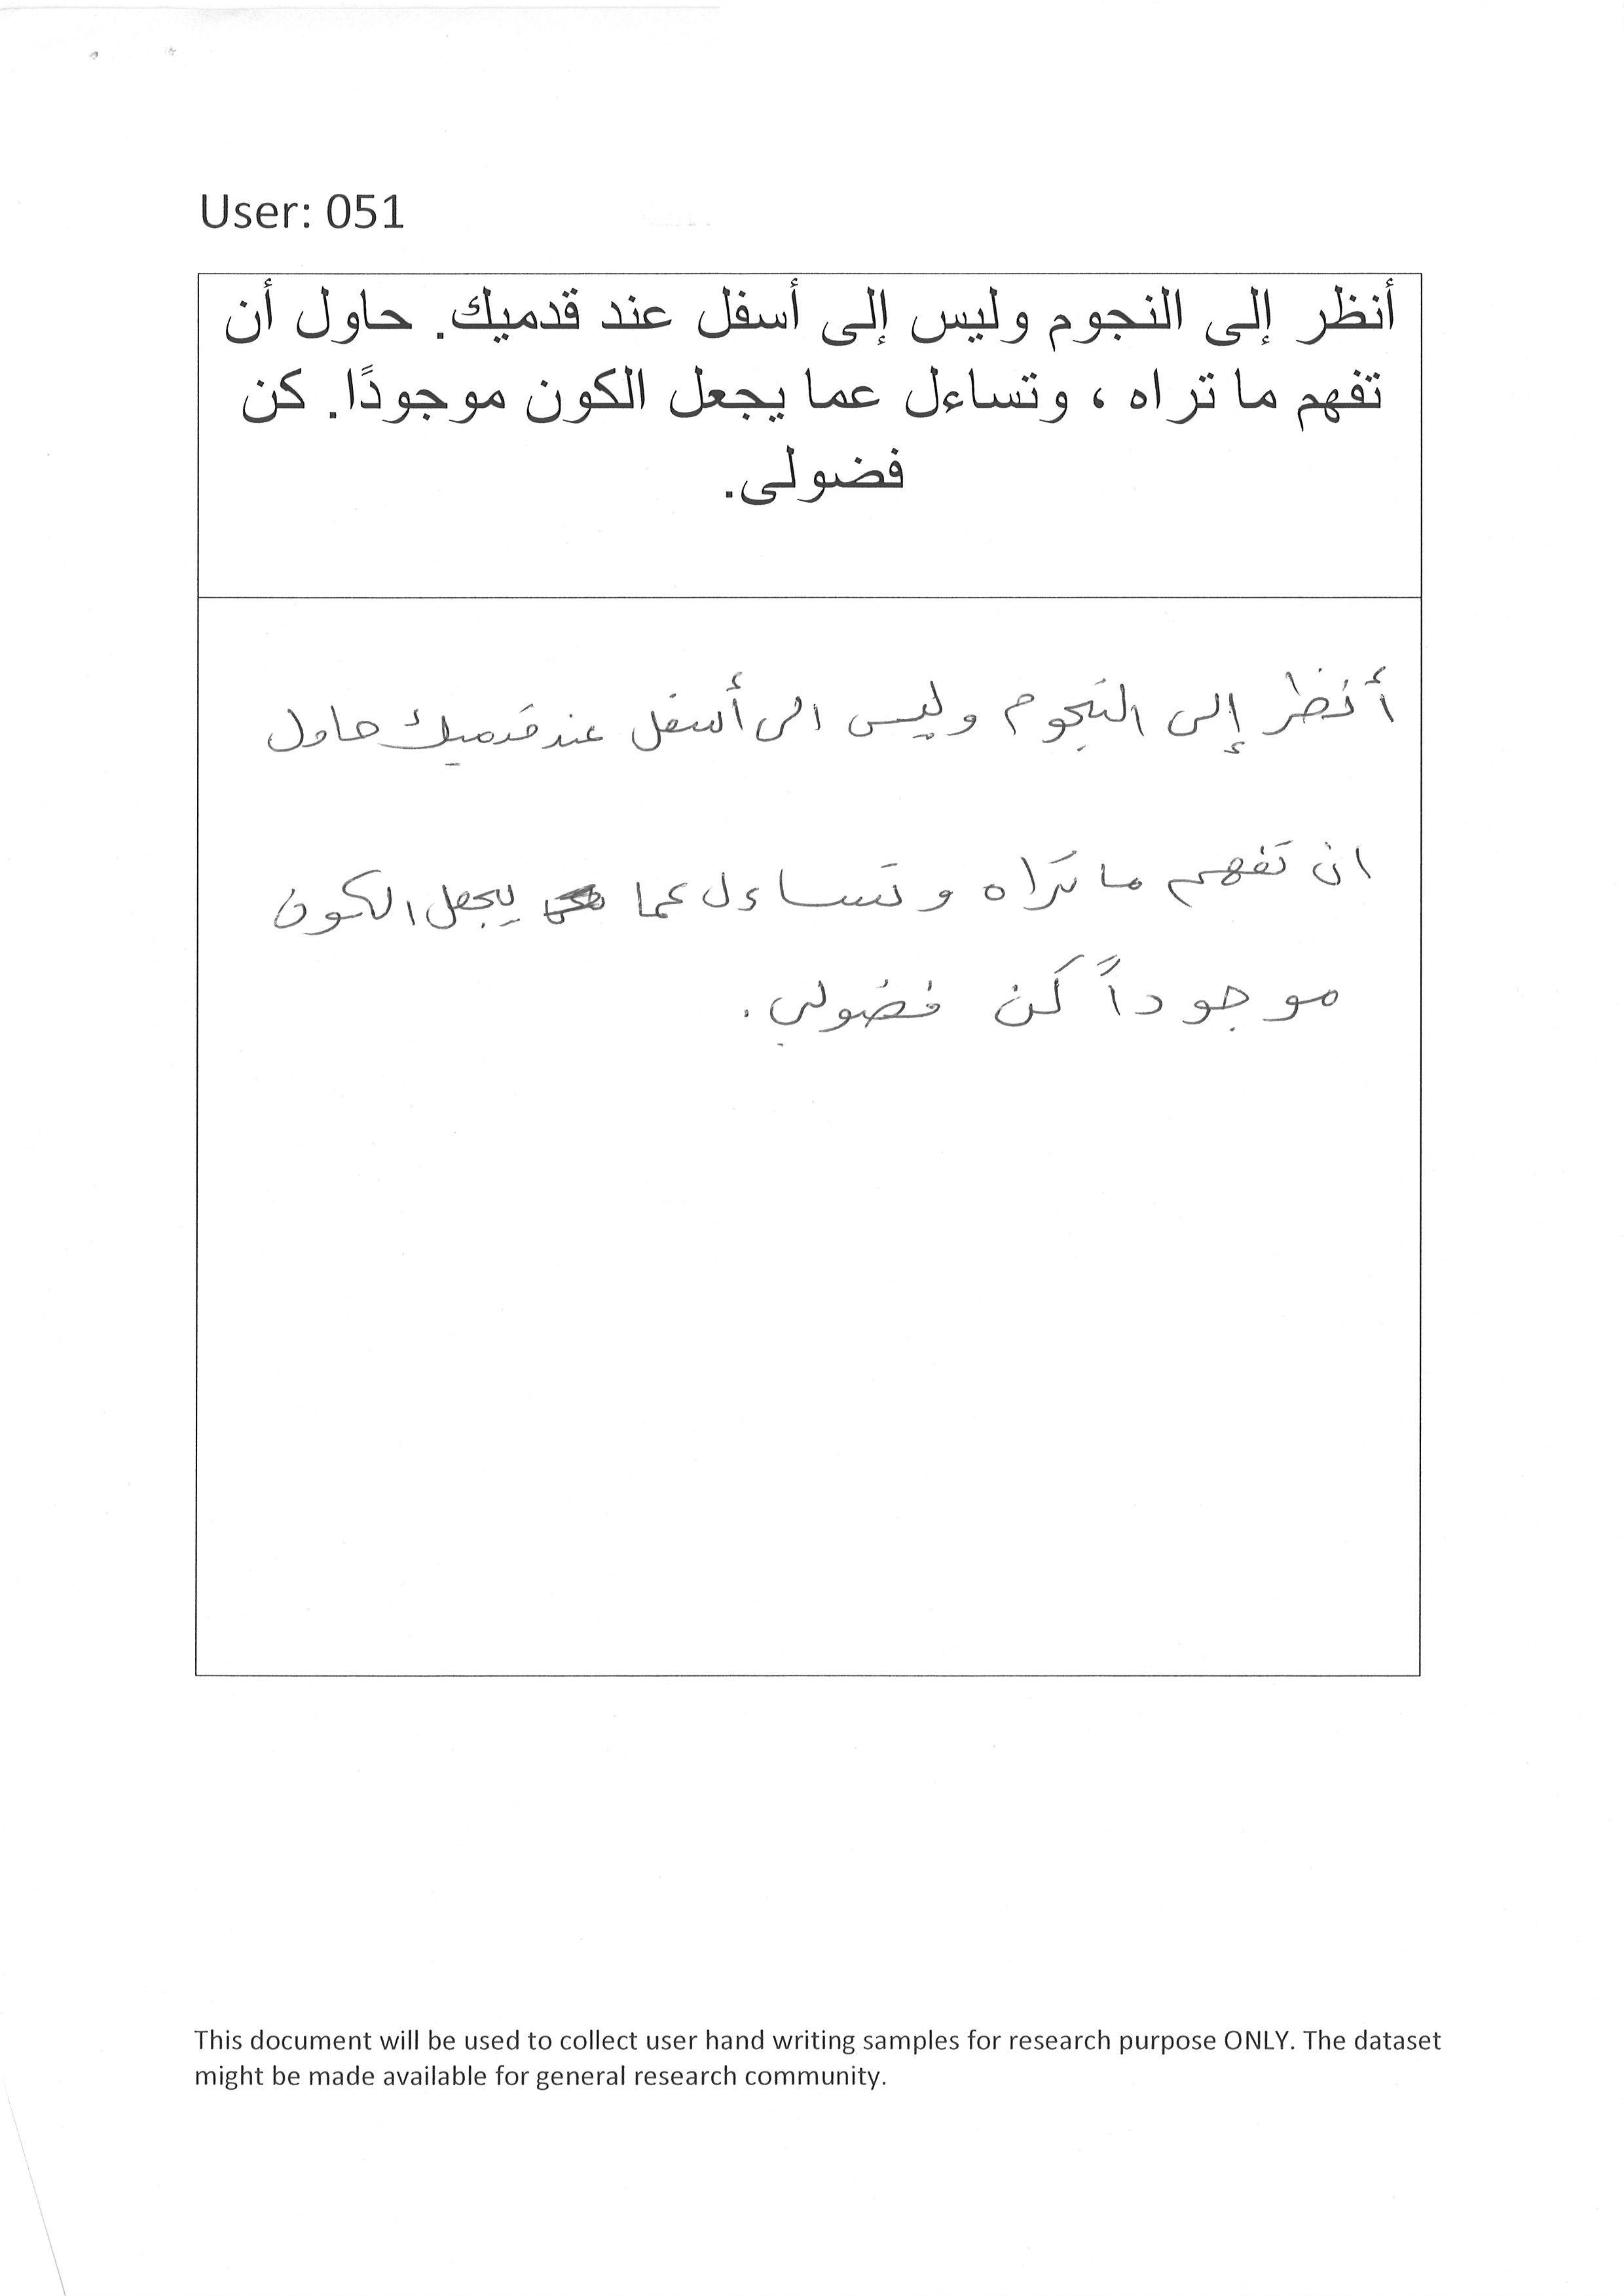 User: 051
أنظر إلى النجوم وليس إلى أسفل عند قدميك. حاول أن
تفهم ما تراه ، وتساءل عما يجعل الكون موجودًا. كن
فضولى.
أنظر إلى النجوم وليس الى أسفل عند قدميك حاول
ان تفهم ما تراه وتساءل عما يجعل الكون
موجوداً كن فضولي.
This document will be used to collect user hand writing samples for research purpose ONLY. The dataset
might be made available for general research community.